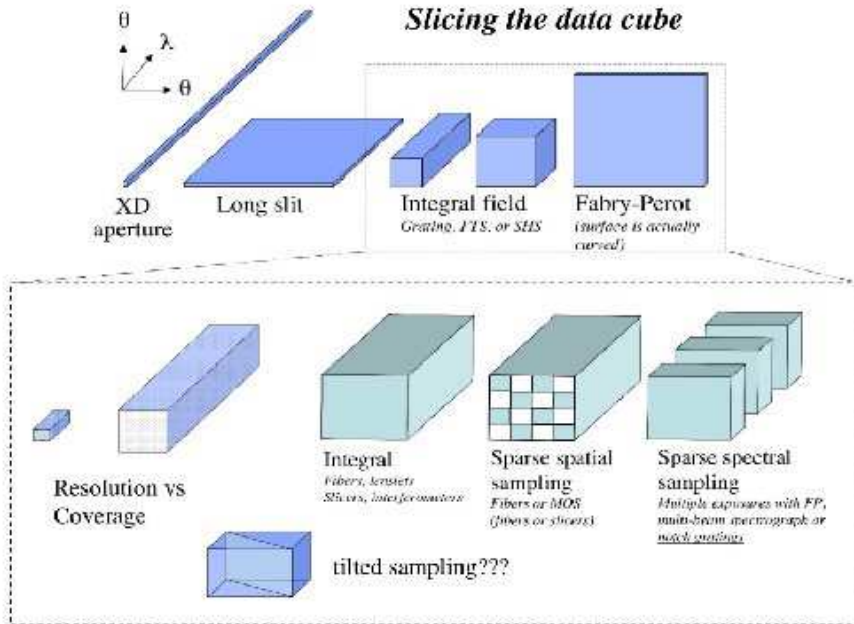 Slicing the data cube
θ
λ
θ
XD
aperture
Long slit
Integral field
Grating, FTS, or SHS
Fabry-Perot
(surface is actually
curved)
Resolution vs
Coverage
Integral
Fibers, lenslets
Slicers, interferometers
Sparse spatial
sampling
Fibers or MOS
(fibers or slicers)
Sparse spectral
sampling
Multiple exposures with FP,
multi-beam spectrograph or
notch gratings
tilted sampling???